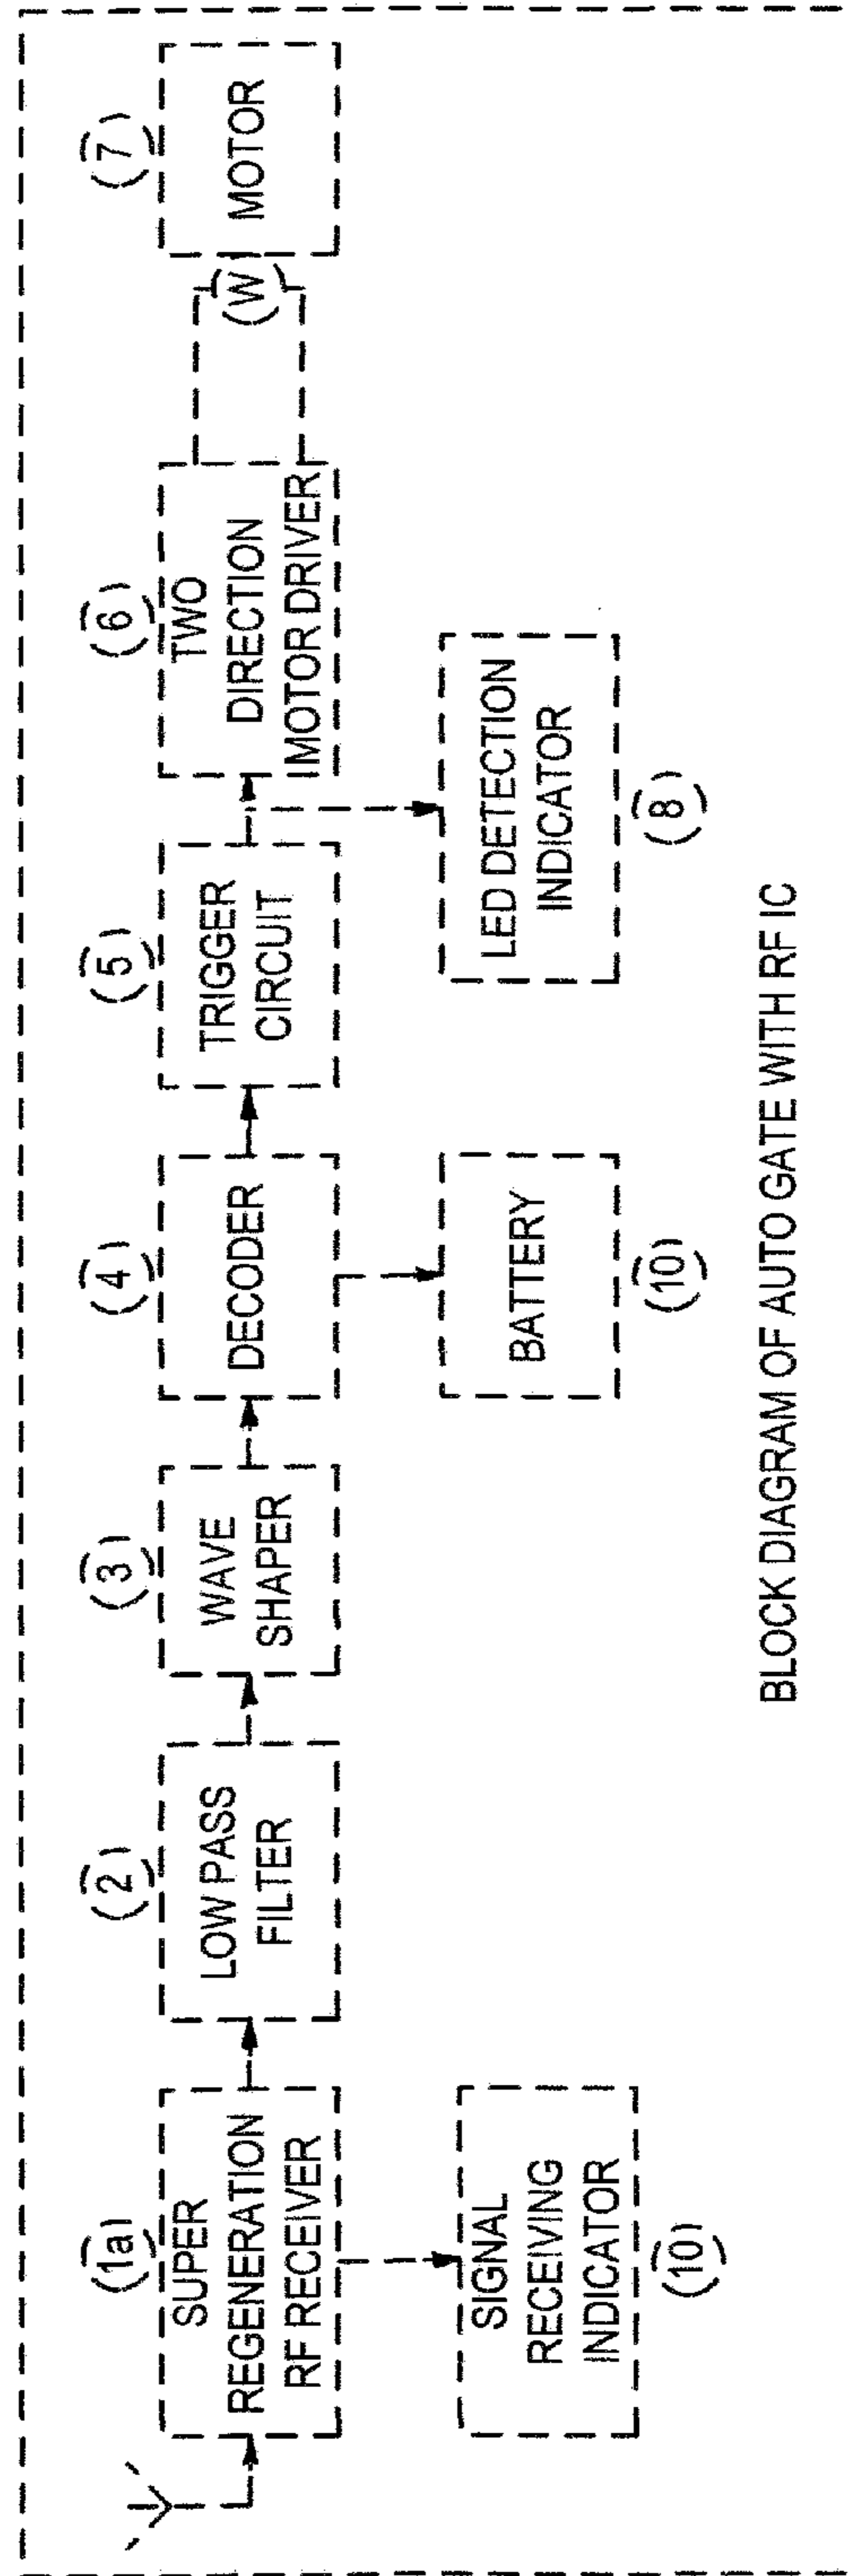 (1a)
SUPER
REGENERATION
RF RECEIVER
SIGNAL
RECEIVING
INDICATOR
(10)
(2)
LOW PASS
FILTER
(3)
WAVE
SHAPER
(4)
DECODER
BATTERY
(10)
(5)
TRIGGER
CIRCUIT
(6)
TWO
DIRECTION
MOTOR DRIVER
LED DETECTION
INDICATOR
(8)
(W)
(7)
MOTOR
BLOCK DIAGRAM OF AUTO GATE WITH RF IC